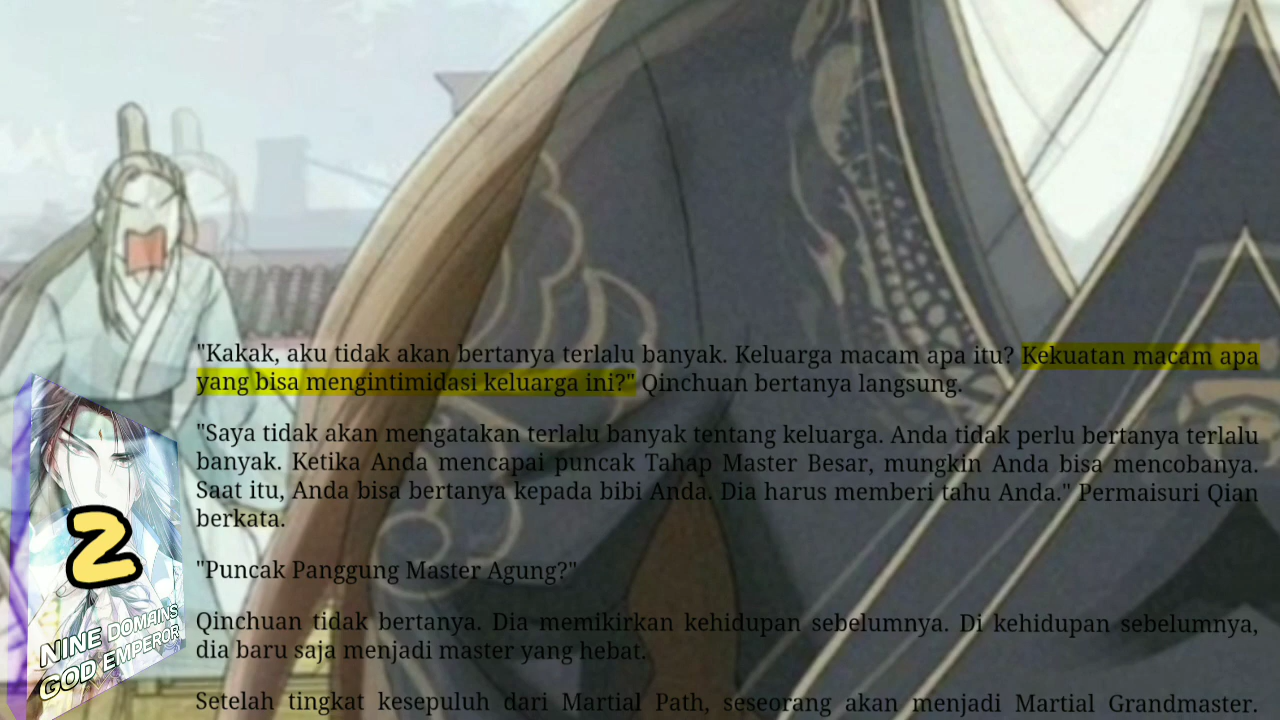 "Kakak, aku tidak akan bertanya terlalu banyak. Keluarga macam apa itu? Kekuatan macam apa
yang bisa mengintimidasi keluarga ini?" Qinchuan bertanya langsung.
"Saya tidak akan mengatakan terlalu banyak tentang keluarga. Anda tidak perlu bertanya terlalu
banyak. Ketika Anda mencapai puncak Tahap Master Besar, mungkin Anda bisa mencobanya.
Saat itu, Anda bisa bertanya kepada bibi Anda. Dia harus memberi tahu Anda." Permaisuri Qian
berkata.
"Puncak Panggung Master Agung?"
Qinchuan tidak bertanya. Dia memikirkan kehidupan sebelumnya. Di kehidupan sebelumnya,
dia baru saja menjadi master yang hebat.
Setelah tingkat kesepuluh dari Martial Path, seseorang akan menjadi Martial Grandmaster.
2
NINE DOMAINS
GOD EMPEROR